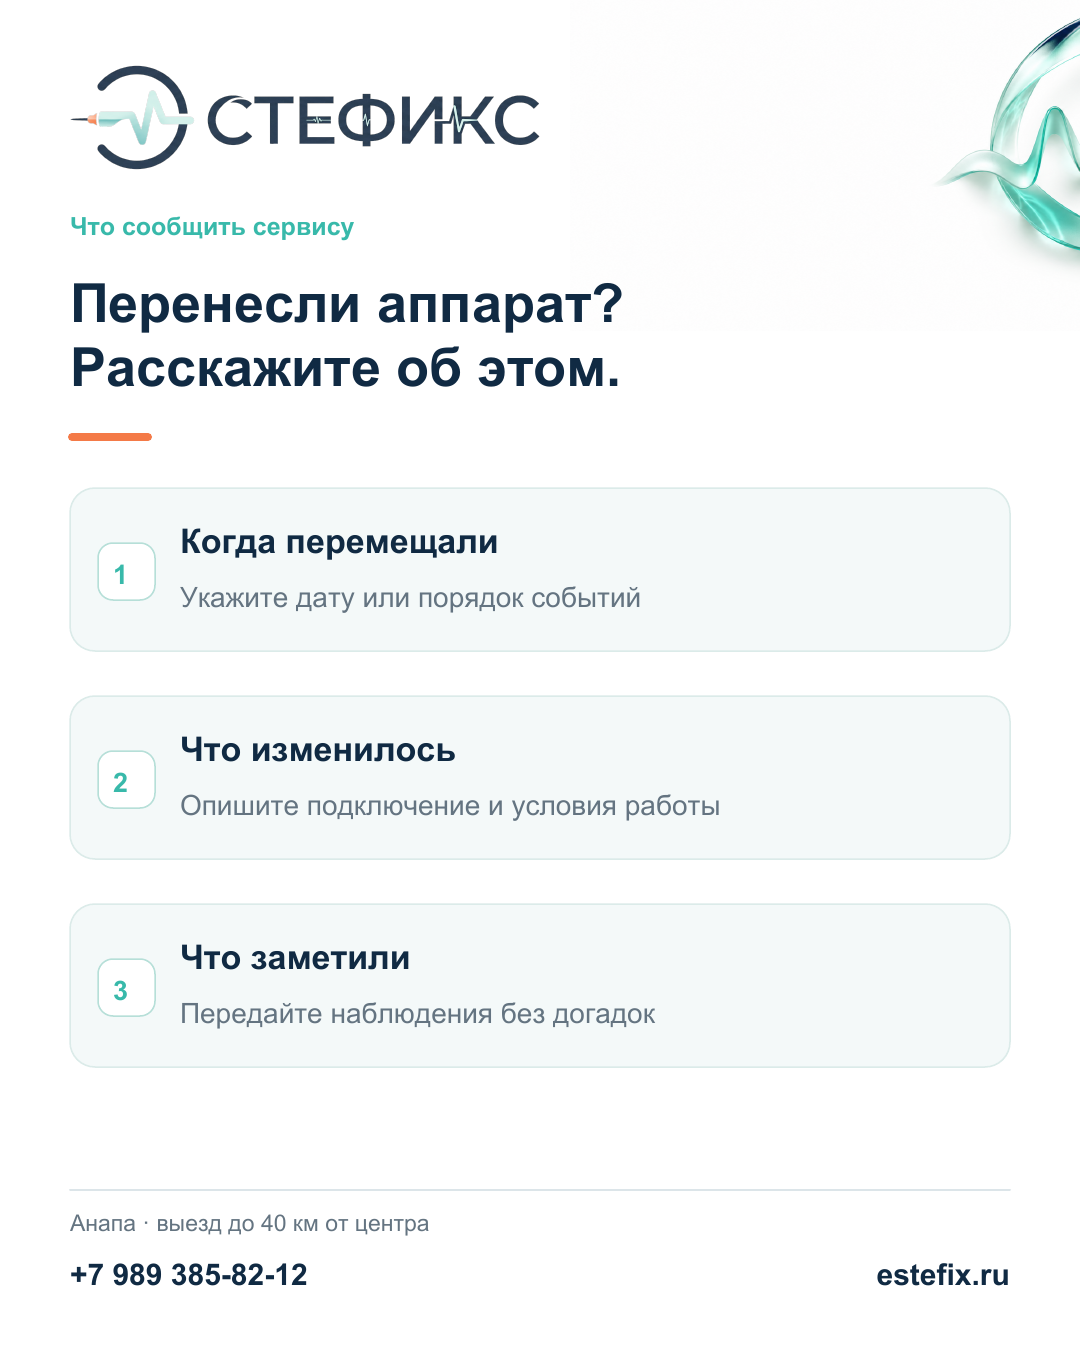 ЭСТЕФИКС
Что сообщить сервису
Перенесли аппарат?
Расскажите об этом.
1
Когда перемещали
Укажите дату или порядок событий
2
Что изменилось
Опишите подключение и условия работы
3
Что заметили
Передайте наблюдения без догадок
Анапа · выезд до 40 км от центра
+7 989 385-82-12
estefix.ru